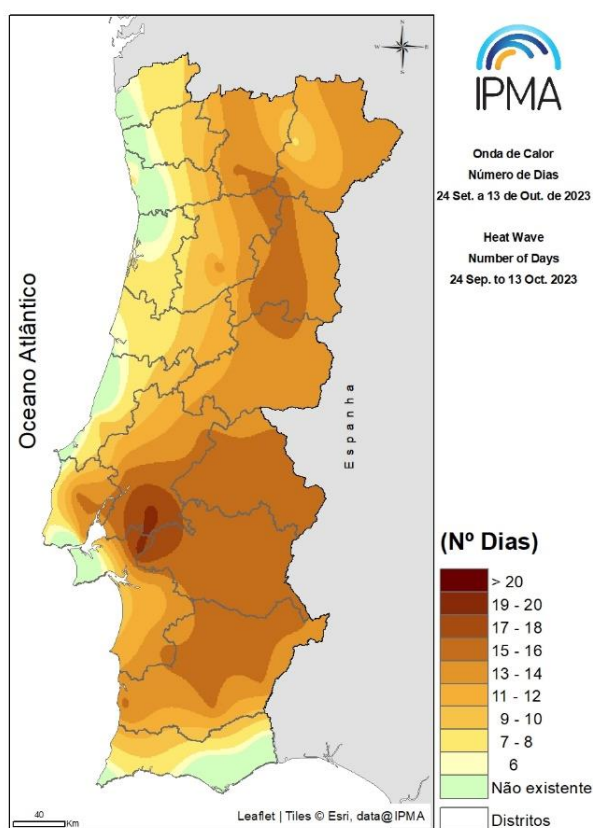 N
W
E
S
IPMA
Onda de Calor
Número de Dias
24 Set. a 13 de Out. de 2023
Heat Wave
Number of Days
24 Sep. to 13 Oct. 2023
Oceano Atlântico
Espanha
(Nº Dias)
> 20
19 - 20
17 - 18
15 - 16
13 - 14
11 - 12
9 - 10
7 - 8
6
Não existente
Distritos
40
Km
Leaflet | Tiles © Esri, data@IPMA